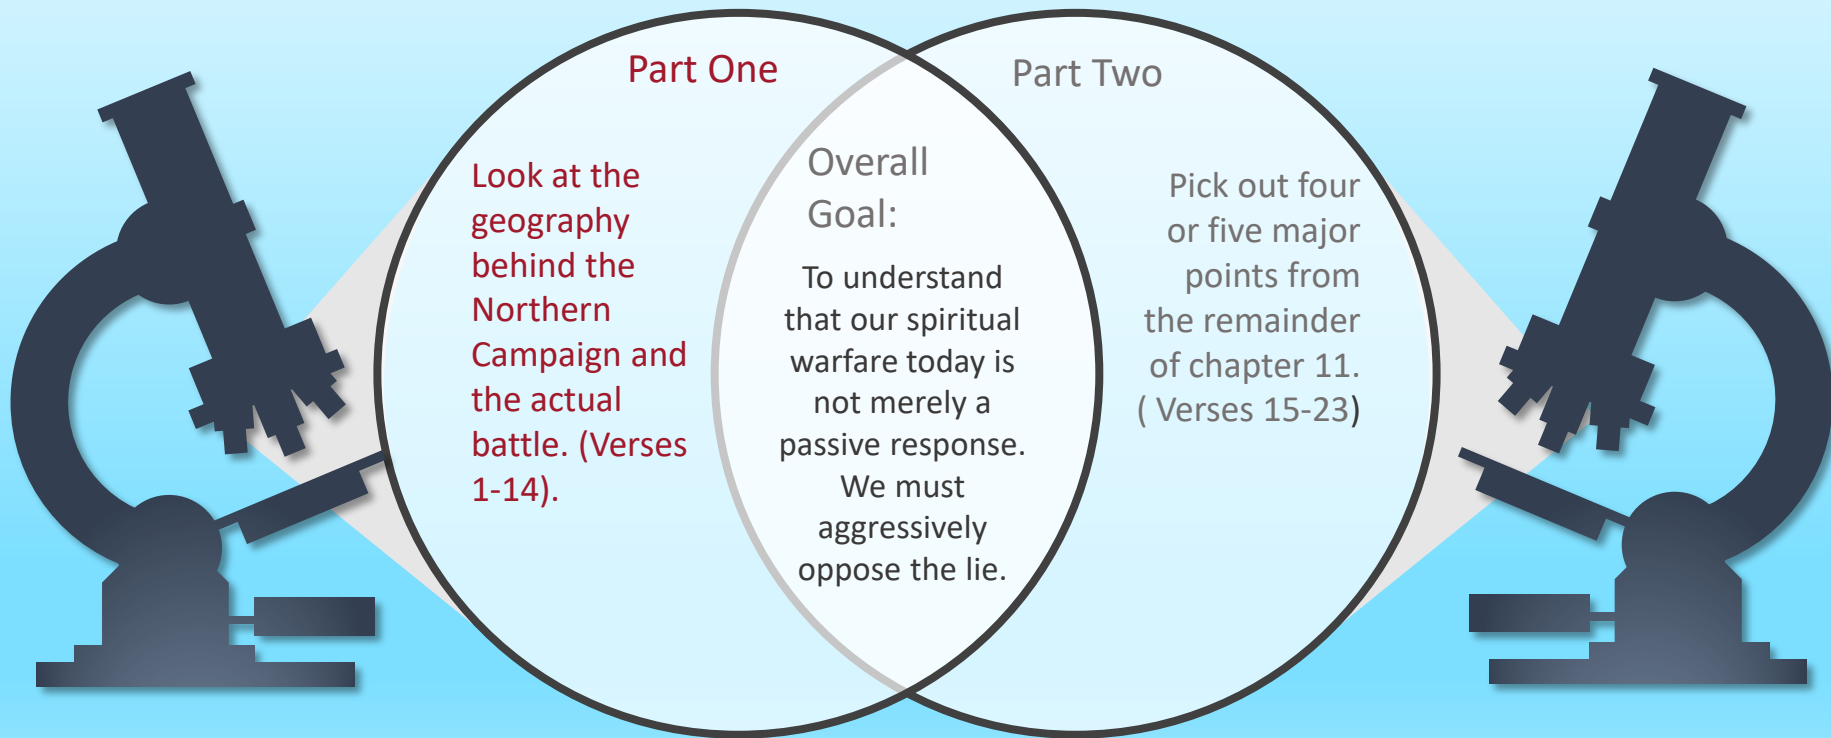 Part One
Look at the
geography
behind the
Northern
Campaign and
the actual
battle. (Verses
1-14).
Overall
Goal:
To understand
that our spiritual
warfare today is
not merely a
passive response.
We must
aggressively
oppose the lie.
Part Two
Pick out four
or five major
points from
the remainder
of chapter 11.
( Verses 15-23)